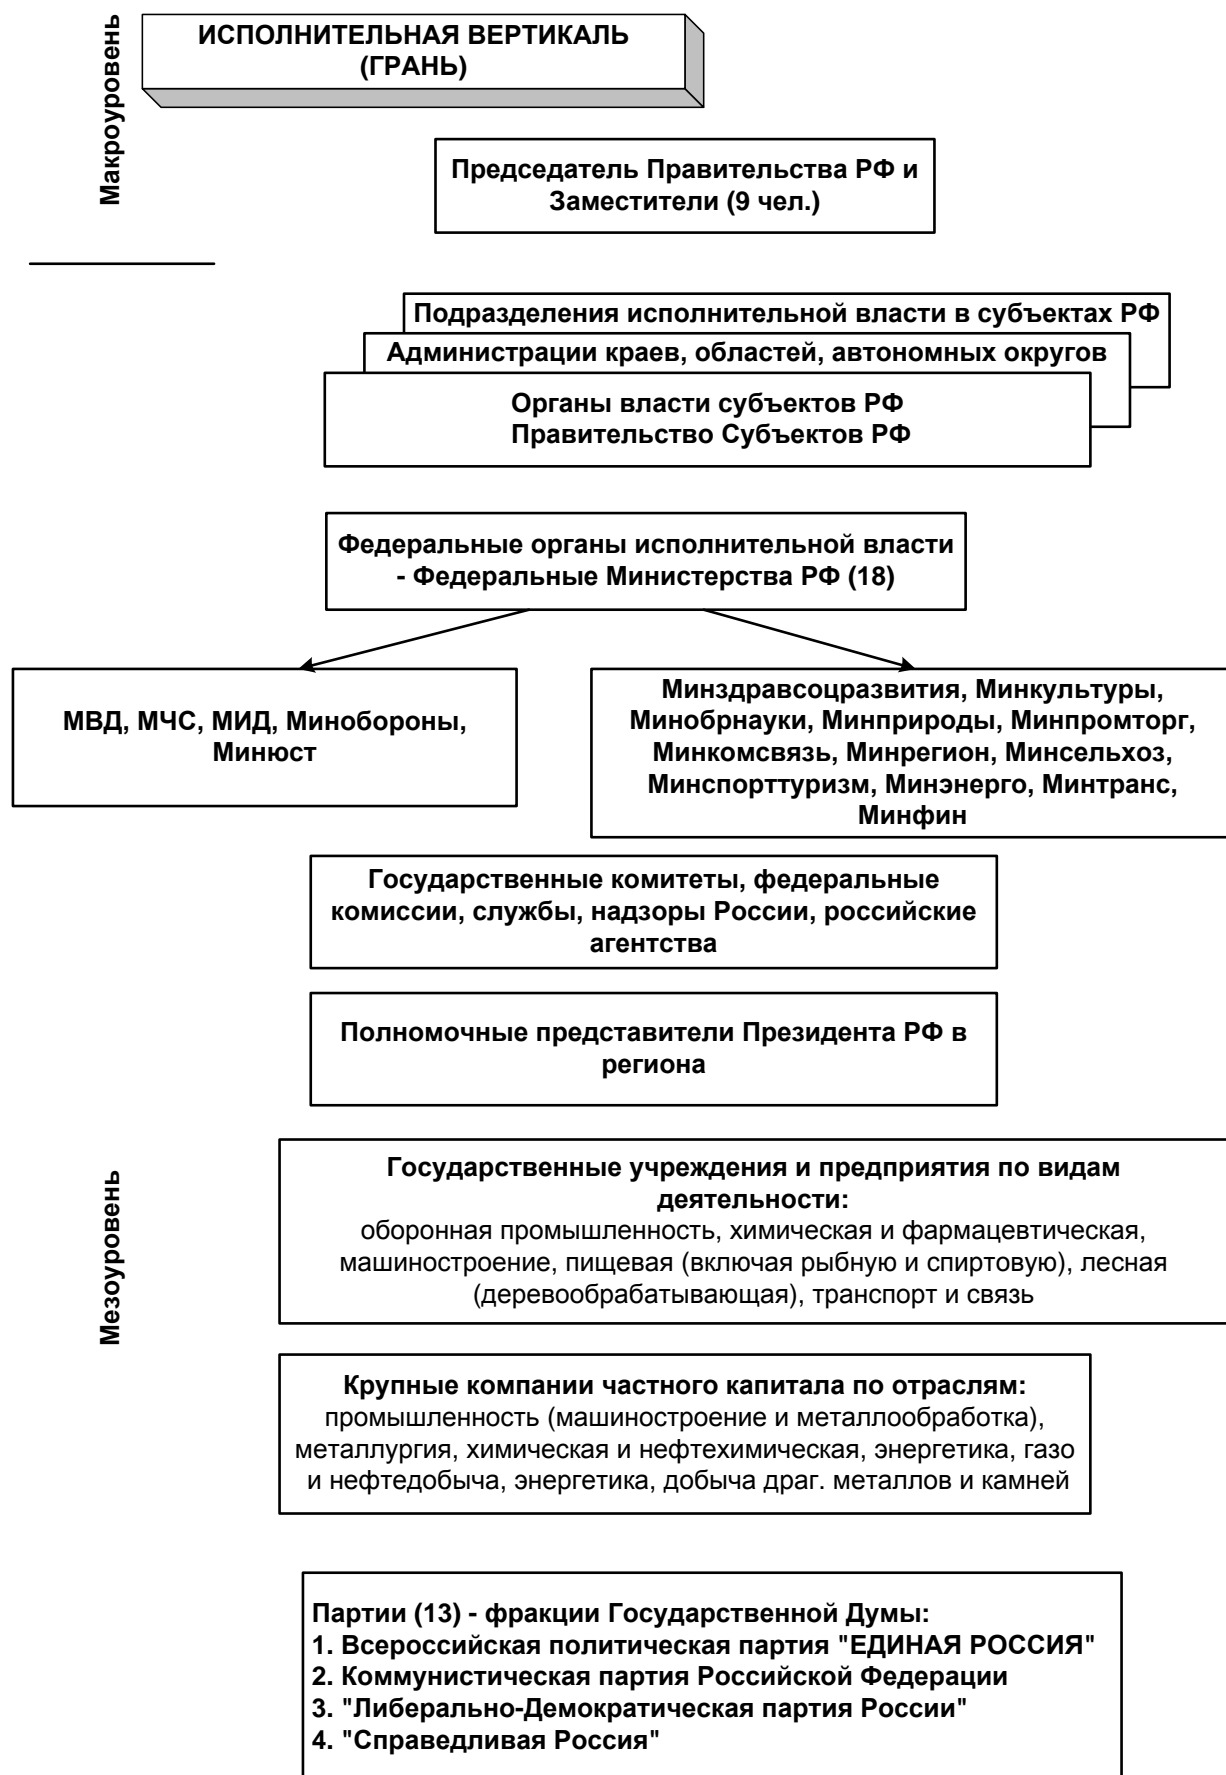 Макроуровень
ИСПОЛНИТЕЛЬНАЯ ВЕРТИКАЛЬ
(ГРАНЬ)
Председатель Правительства РФ и
Заместители (9 чел.)
Подразделения исполнительной власти в субъектах РФ
Администрации краев, областей, автономных округов
Органы власти субъектов РФ
Правительство Субъектов РФ
Федеральные органы исполнительной власти
- Федеральные Министерства РФ (18)
МВД, МЧС, МИД, Минобороны,
Минюст
Минздравсоцразвития, Минкультуры,
Минобрнауки, Минприроды, Минпромторг,
Минкомсвязь, Минрегион, Минсельхоз,
Минспорттуризм, Минэнерго, Минтранс,
Минфин
Государственные комитеты, федеральные
комиссии, службы, надзоры России, российские
агентства
Полномочные представители Президента РФ в
региона
Мезоуровень
Государственные учреждения и предприятия по видам
деятельности:
оборонная промышленность, химическая и фармацевтическая,
машиностроение, пищевая (включая рыбную и спиртовую), лесная
(деревообрабатывающая), транспорт и связь
Крупные компании частного капитала по отраслям:
промышленность (машиностроение и металлообработка),
металлургия, химическая и нефтехимическая, энергетика, газо
и нефтедобыча, энергетика, добыча драг. металлов и камней
Партии (13) - фракции Государственной Думы:
1. Всероссийская политическая партия "ЕДИНАЯ РОССИЯ"
2. Коммунистическая партия Российской Федерации
3. "Либерально-Демократическая партия России"
4. "Справедливая Россия"